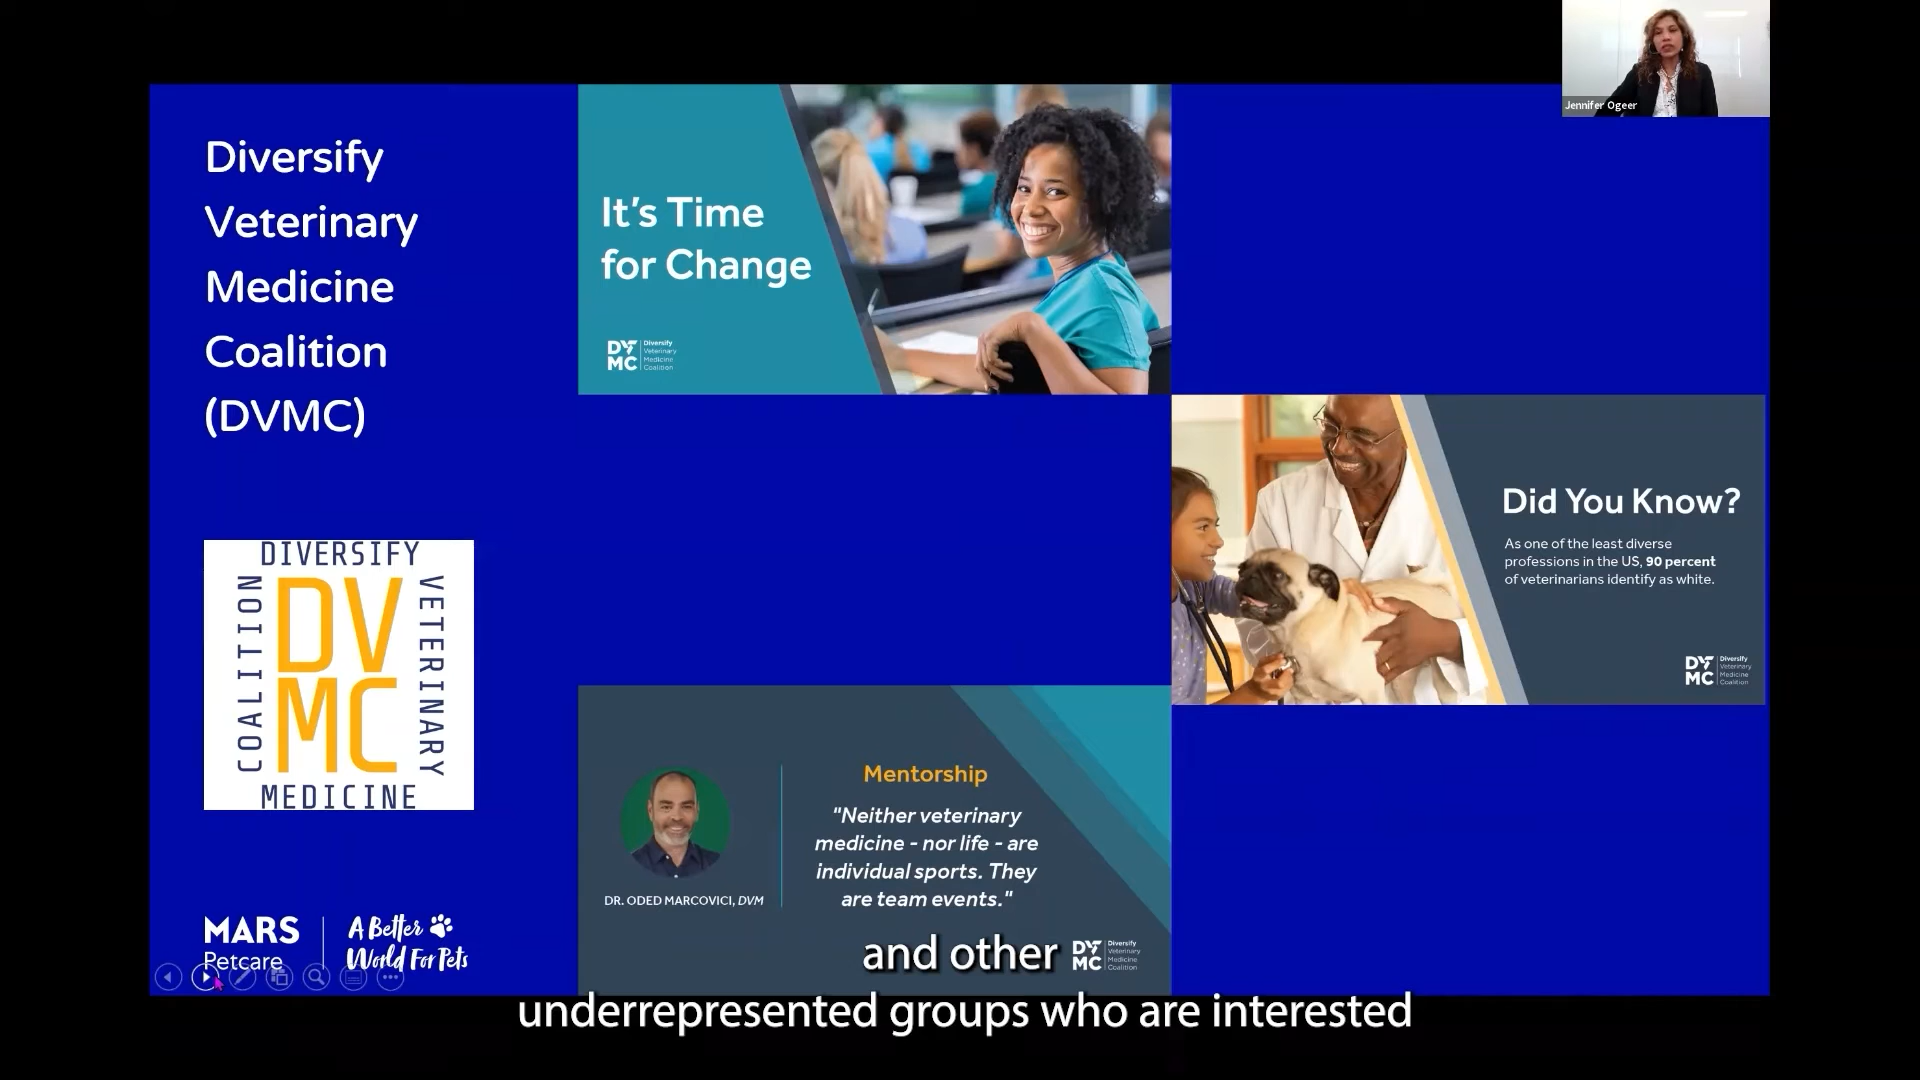 Jennifer Ogeer
Diversify
Veterinary
Medicine
Coalition
(DVMC)
It's Time
for Change
DV
MC
Diversify
Veterinary
Medicine
Coalition
Did You Know?
As one of the least diverse
professions in the US, 90 percent
of veterinarians identify as white.
DV
MC
Diversify
Veterinary
Medicine
Coalition
DIVERSIFY
VETERINARY
MEDICINE
COALITION
DV
MC
Mentorship
"Neither veterinary
medicine - nor life - are
individual sports. They
are team events."
DR. ODED MARCOVICI, DVM
DV
MC
Diversify
Veterinary
Medicine
Coalition
MARS
Petcare
A Better
World For Pets
and other
underrepresented groups who are interested